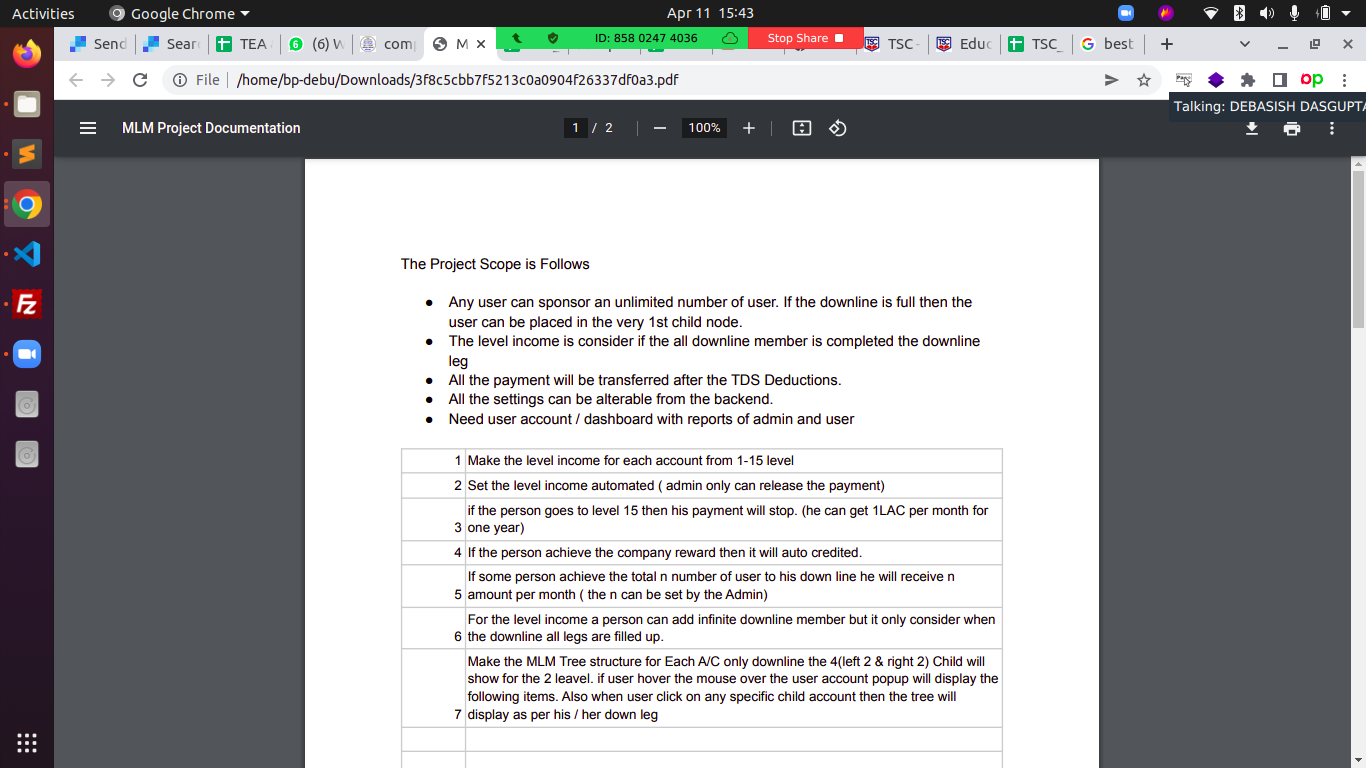 Activities
Google Chrome
Apr 11 15:43
Send
Sear
TEA
(6) W
com
M
ID: 858 0247 4036
Stop Share
TSC -
Educ
TSC_
best
File
/home/bp-debu/Downloads/3f8c5cbb7f5213c0a0904f26337df0a3.pdf
Talking: DEBASISH DASGUPTA
MLM Project Documentation
1 / 2
100%
The Project Scope is Follows
● Any user can sponsor an unlimited number of user. If the downline is full then the
user can be placed in the very 1st child node.
● The level income is consider if the all downline member is completed the downline
leg
● All the payment will be transferred after the TDS Deductions.
● All the settings can be alterable from the backend.
● Need user account / dashboard with reports of admin and user
1 Make the level income for each account from 1-15 level
2 Set the level income automated ( admin only can release the payment)
if the person goes to level 15 then his payment will stop. (he can get 1LAC per month for
3 one year)
4 If the person achieve the company reward then it will auto credited.
If some person achieve the total n number of user to his down line he will receive n
5 amount per month ( the n can be set by the Admin)
For the level income a person can add infinite downline member but it only consider when
6 the downline all legs are filled up.
Make the MLM Tree structure for Each A/C only downline the 4(left 2 & right 2) Child will
show for the 2 leavel. if user hover the mouse over the user account popup will display the
following items. Also when user click on any specific child account then the tree will
7 display as per his / her down leg